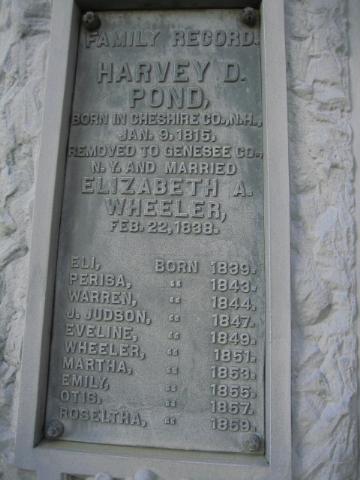 FAMILY RECORD.
HARVEY D.
POND,
BORN IN CHESHIRE CO., N.H.,
JAN. 9. 1815,
REMOVED TO GENESEE CO.,
N.Y. AND MARRIED
ELIZABETH A.
WHEELER,
FEB. 22, 1838.
ELI, BORN 1839.
PERISA, " 1843.
WARREN, " 1844.
J. JUDSON, " 1847.
EVELINE, " 1849.
WHEELER, " 1851.
MARTHA, " 1853.
EMILY, " 1855.
OTIS, " 1857.
ROSELTHA, " 1859.